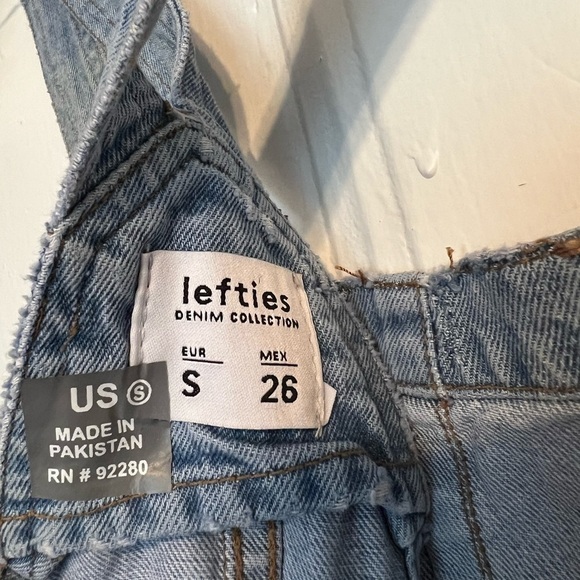 lefties
DENIM COLLECTION
EUR MEX
S 26
US Ⓢ
MADE IN
PAKISTAN
RN # 92280